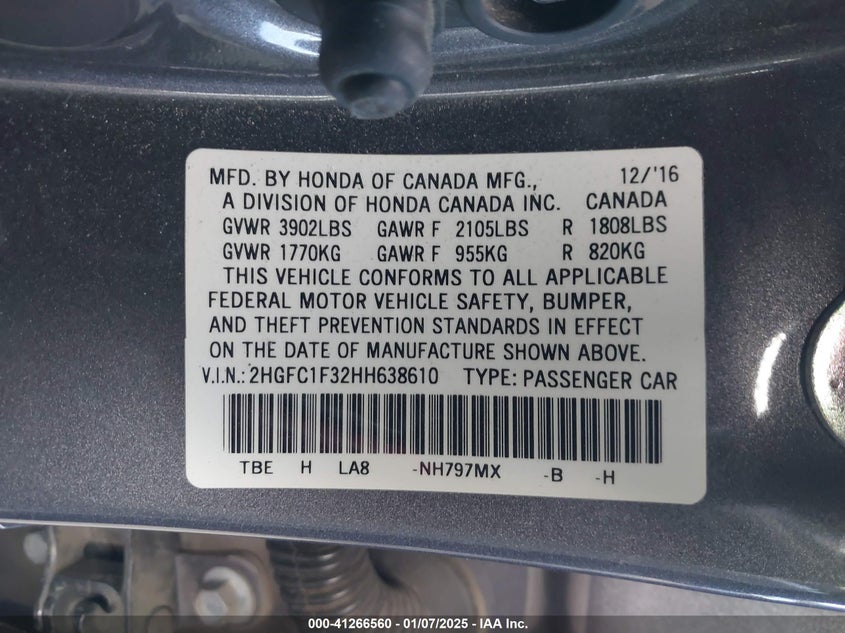 MFD. BY HONDA OF CANADA MFG., 12/'16
A DIVISION OF HONDA CANADA INC. CANADA
GVWR 3902LBS GAWR F 2105LBS R 1808LBS
GVWR 1770KG GAWR F 955KG R 820KG
THIS VEHICLE CONFORMS TO ALL APPLICABLE
FEDERAL MOTOR VEHICLE SAFETY, BUMPER,
AND THEFT PREVENTION STANDARDS IN EFFECT
ON THE DATE OF MANUFACTURE SHOWN ABOVE.
V.I.N.: 2HGFC1F32HH638610 TYPE: PASSENGER CAR
TBE H LA8 -NH797MX -B -H
000-41266560 - 01/07/2025 - IAA Inc.